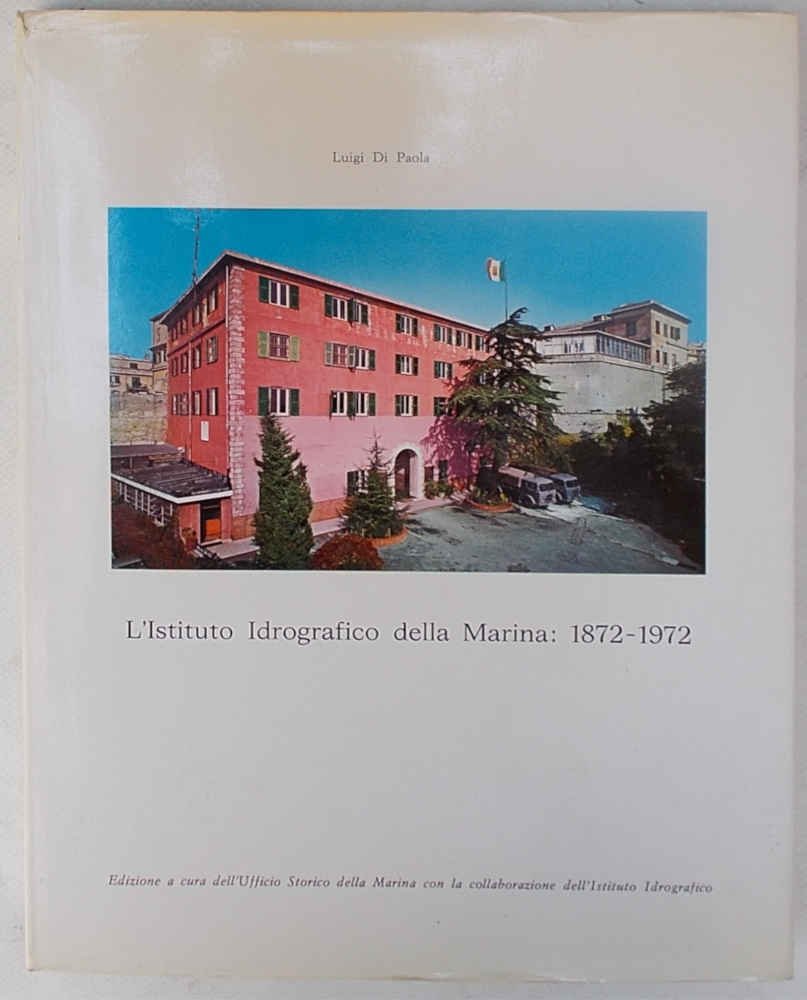 Luigi Di Paola
L'Istituto Idrografico della Marina: 1872-1972
Edizione a cura dell'Ufficio Storico della Marina con la collaborazione dell'Istituto Idrografico